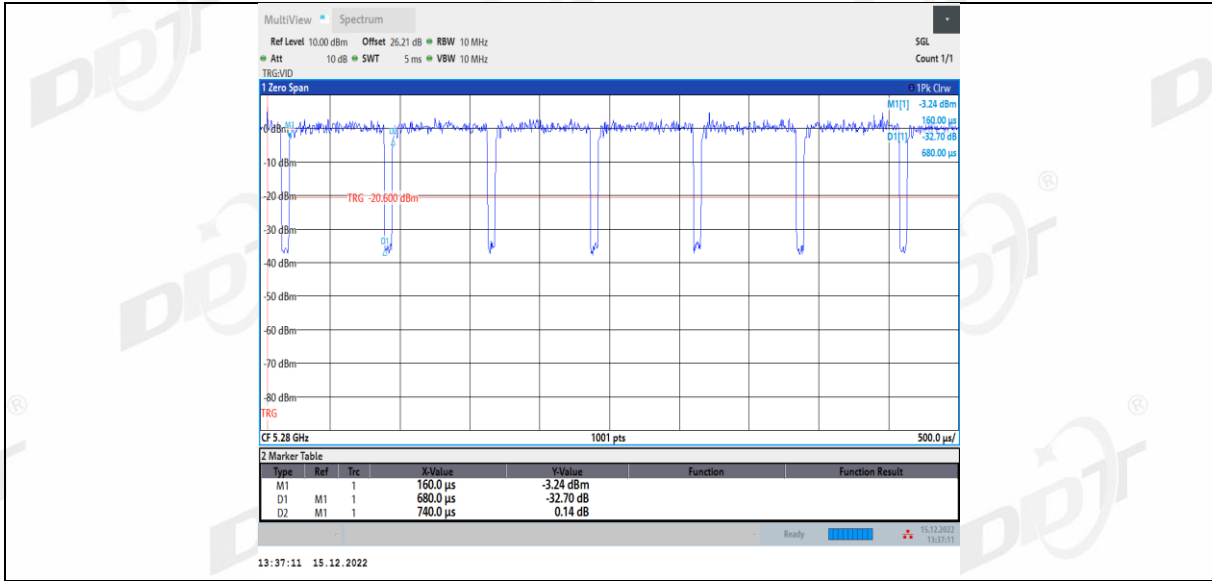 MultiView Spectrum
Ref Level 10.00 dBm Offset 26.21 dB RBW 10 MHz SGL
Att 10 dB SWT 5 ms VBW 10 MHz Count 1/1
TRG:VID
1 Zero Span 1Pk Clrw
M1[1] -3.24 dBm
160.00 µs
D1[1] -32.70 dB
680.00 µs
0 dBm M1 D2
-10 dBm
-20 dBm TRG -20.600 dBm
-30 dBm
D1
-40 dBm
-50 dBm
-60 dBm
-70 dBm
-80 dBm
TRG
CF 5.28 GHz 1001 pts 500.0 µs/
2 Marker Table
Type Ref Trc X-Value Y-Value Function Function Result
M1 1 160.0 µs -3.24 dBm
D1 M1 1 680.0 µs -32.70 dB
D2 M1 1 740.0 µs 0.14 dB
Ready 15.12.2022
13:37:11
13:37:11 15.12.2022